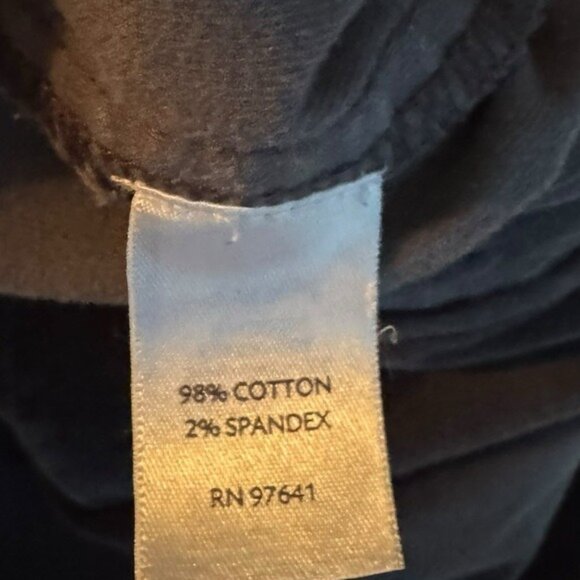 98% COTTON
2% SPANDEX
RN 97641